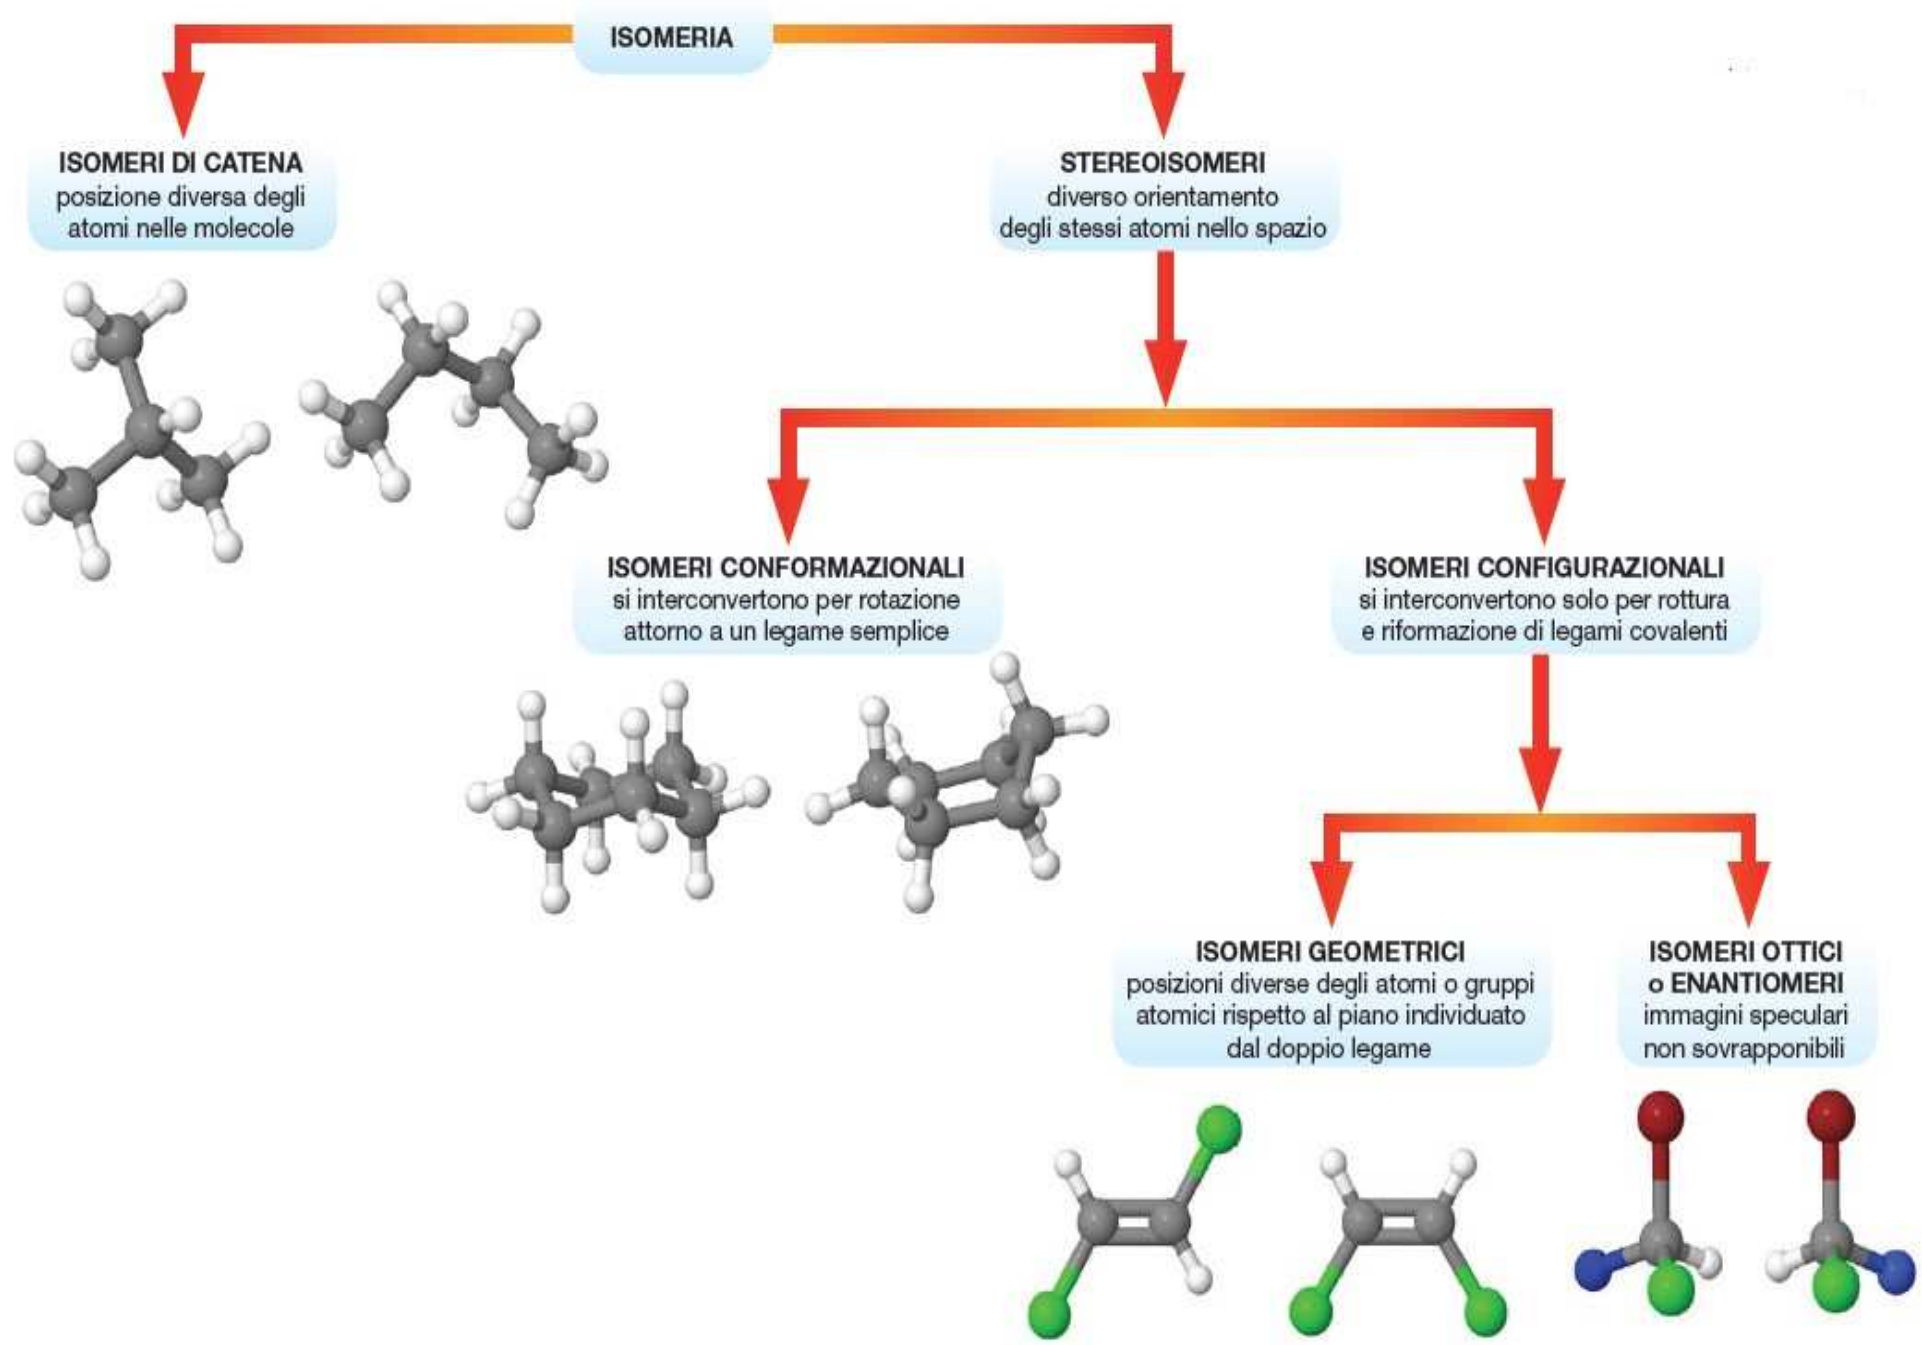 ISOMERIA
ISOMERI DI CATENA
posizione diversa degli
atomi nelle molecole
STEREOISOMERI
diverso orientamento
degli stessi atomi nello spazio
ISOMERI CONFORMAZIONALI
si interconvertono per rotazione
attorno a un legame semplice
ISOMERI CONFIGURAZIONALI
si interconvertono solo per rottura
e riformazione di legami covalenti
ISOMERI GEOMETRICI
posizioni diverse degli atomi o gruppi
atomici rispetto al piano individuato
dal doppio legame
ISOMERI OTTICI
o ENANTIOMERI
immagini speculari
non sovrapponibili